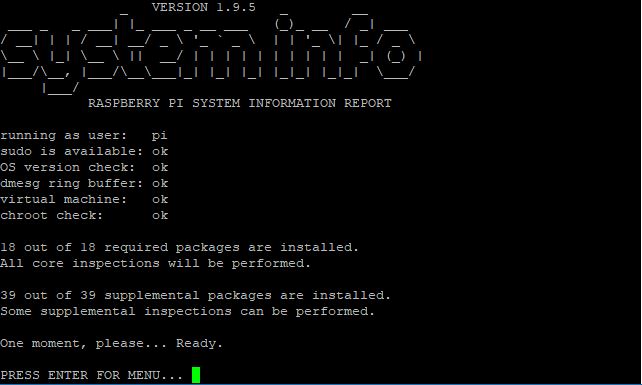 VERSION 1.9.5
system info
RASPBERRY PI SYSTEM INFORMATION REPORT
running as user: pi
sudo is available: ok
OS version check: ok
dmesg ring buffer: ok
virtual machine: ok
chroot check: ok
18 out of 18 required packages are installed.
All core inspections will be performed.
39 out of 39 supplemental packages are installed.
Some supplemental inspections can be performed.
One moment, please... Ready.
PRESS ENTER FOR MENU...